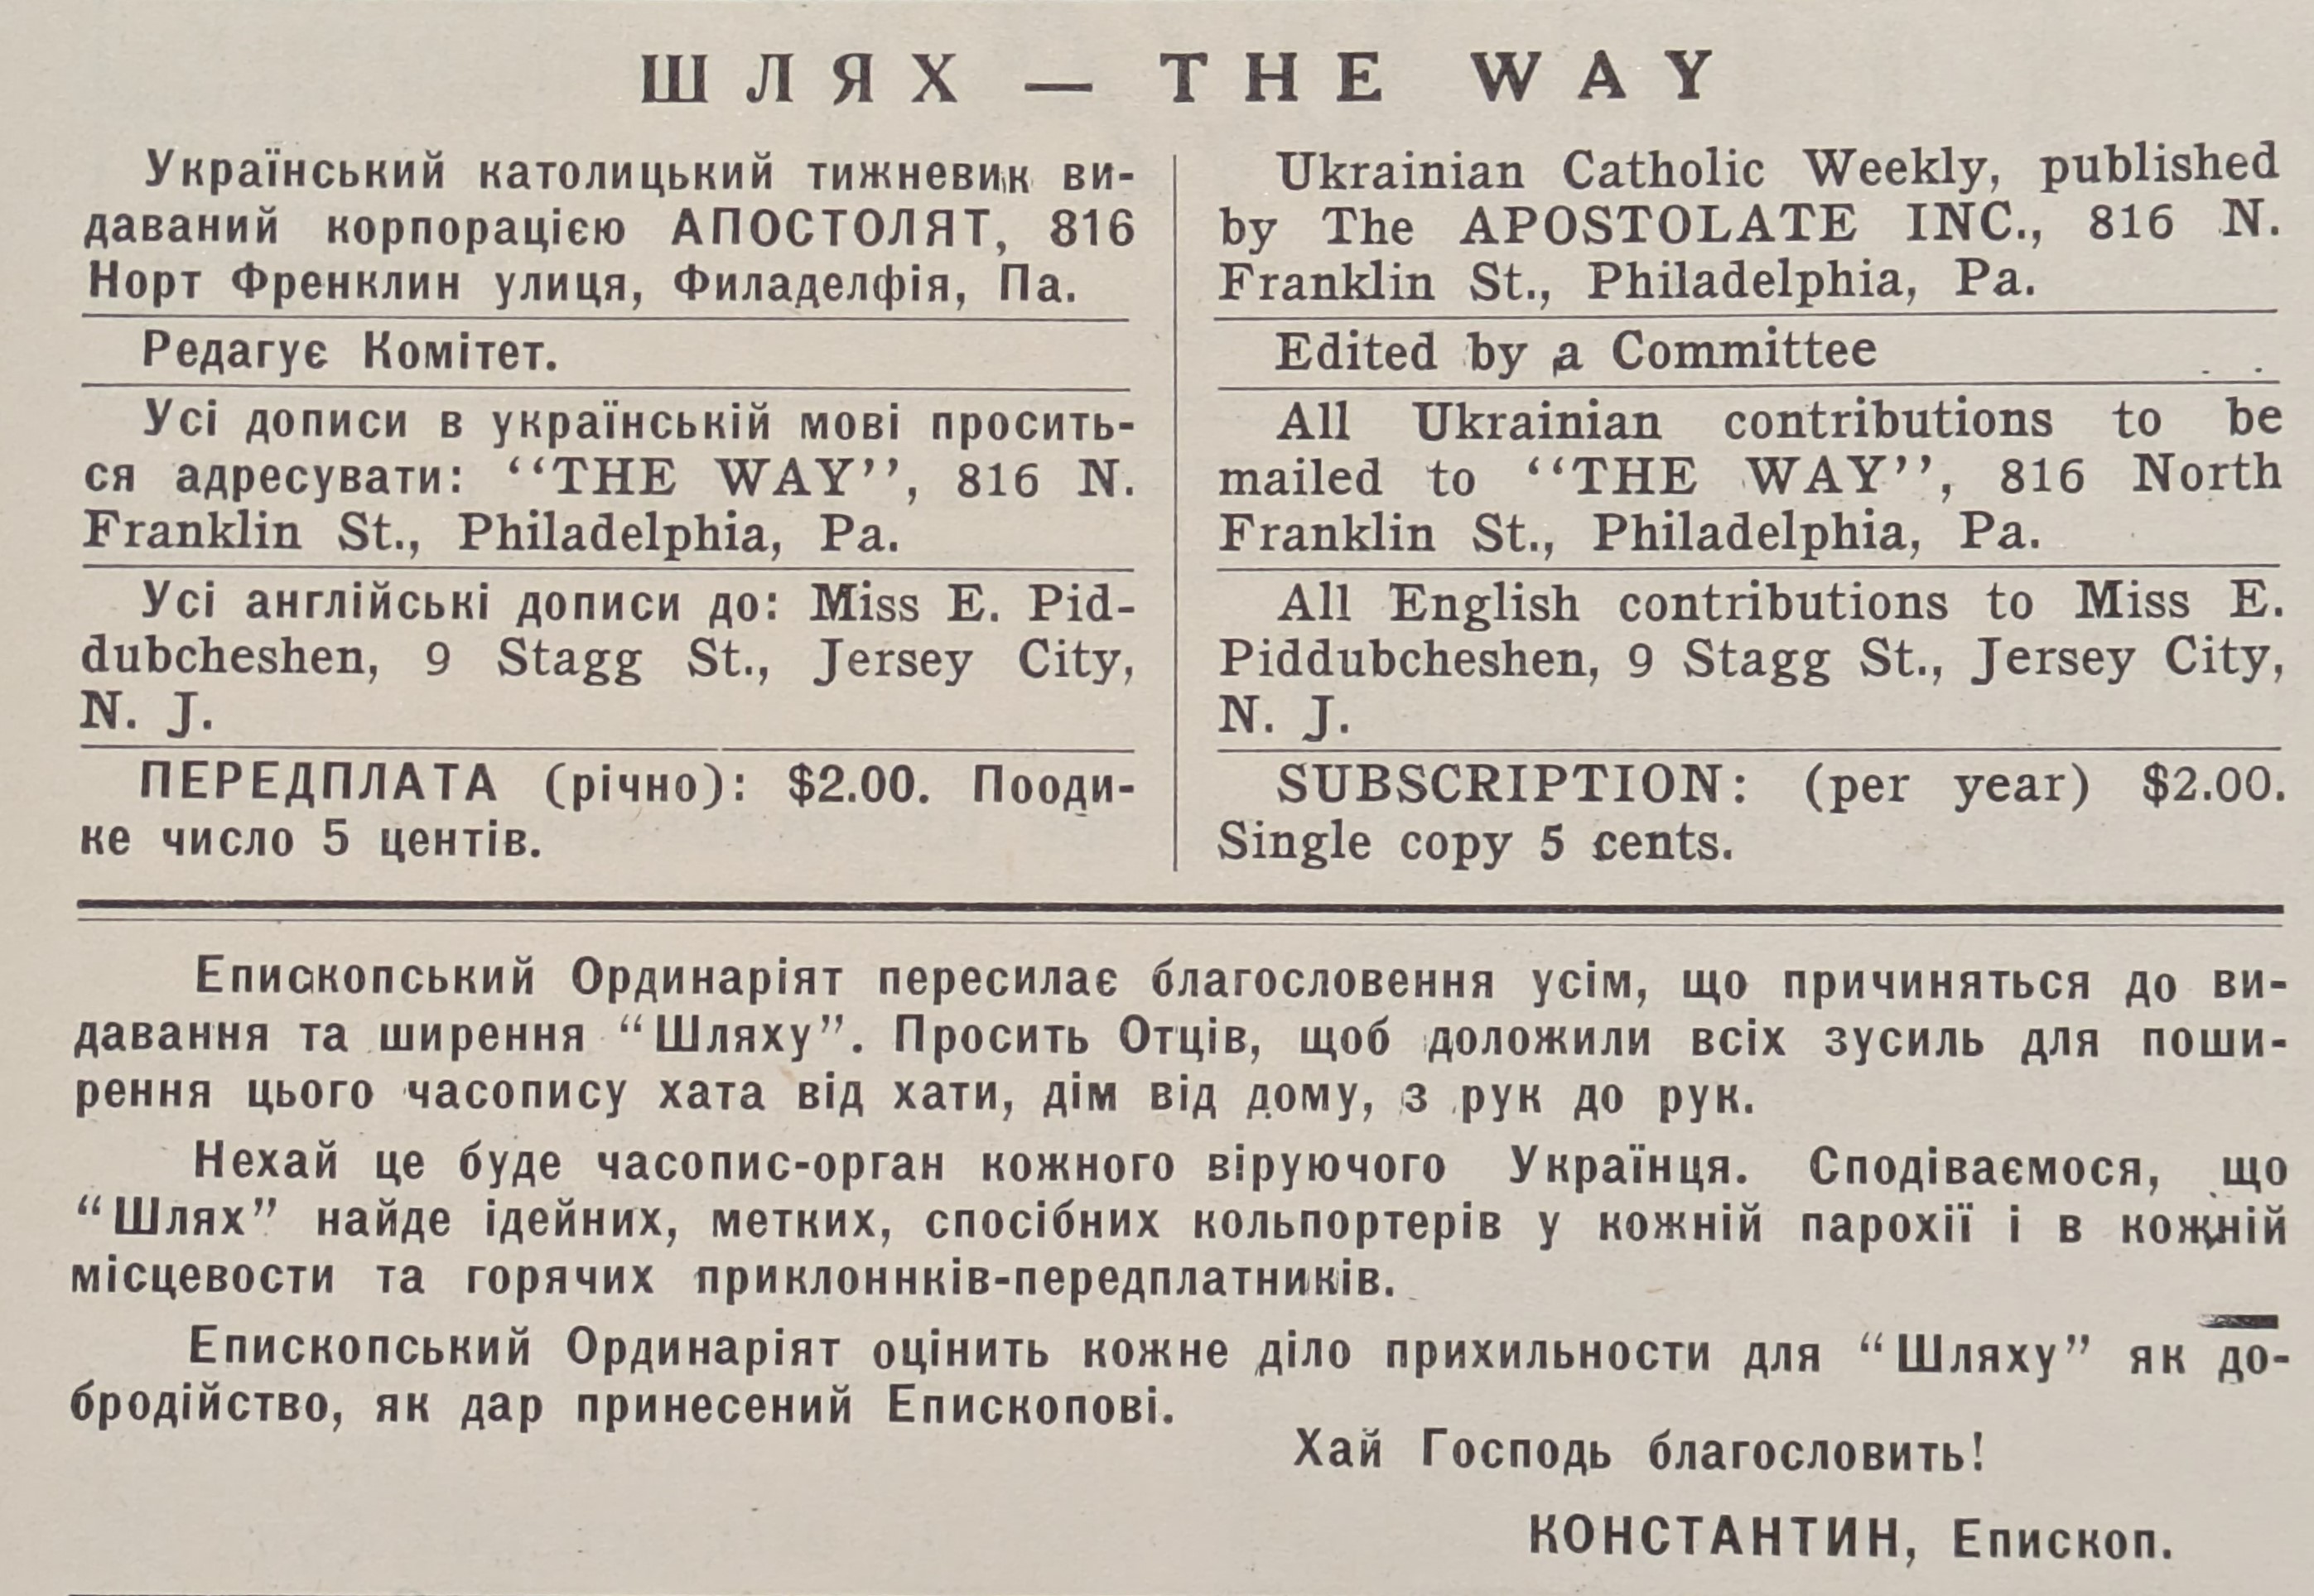 ШЛЯХ — THE WAY
Український католицький тижневик ви-
даваний корпорацією АПОСТОЛЯТ, 816
Норт Френклин улиця, Филаделфія, Па.
Редагує Комітет.
Усі дописи в українській мові просить-
ся адресувати: “THE WAY”, 816 N.
Franklin St., Philadelphia, Pa.
Усі англійські дописи до: Miss E. Pid-
dubcheshen, 9 Stagg St., Jersey City,
N. J.
ПЕРЕДПЛАТА (річно): $2.00. Пооди-
ке число 5 центів.
Ukrainian Catholic Weekly, published
by The APOSTOLATE INC., 816 N.
Franklin St., Philadelphia, Pa.
Edited by a Committee
All Ukrainian contributions to be
mailed to “THE WAY”, 816 North
Franklin St., Philadelphia, Pa.
All English contributions to Miss E.
Piddubcheshen, 9 Stagg St., Jersey City,
N. J.
SUBSCRIPTION: (per year) $2.00.
Single copy 5 cents.
Епископський Ординаріят пересилає благословення усім, що причиняться до ви-
давання та ширення “Шляху”. Просить Отців, щоб доложили всіх зусиль для поши-
рення цього часопису хата від хати, дім від дому, з рук до рук.
Нехай це буде часопис-орган кожного віруючого Українця. Сподіваємося, що
“Шлях” найде ідейних, метких, спосібних кольпортерів у кожній парохії і в кожній
місцевости та горячих приклоннків-передплатників.
Епископський Ординаріят оцінить кожне діло прихильности для “Шляху” як до-
бродійство, як дар принесений Епископові.
Хай Господь благословить!
КОНСТАНТИН, Епископ.